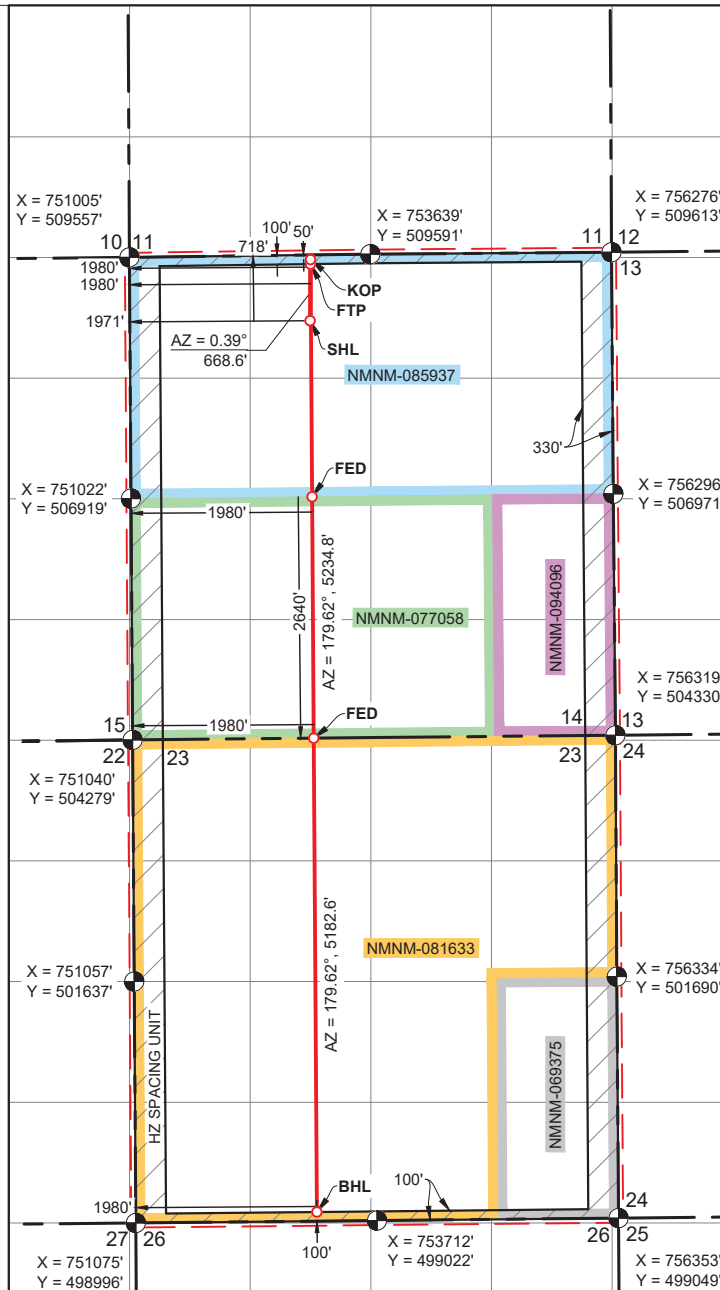 X = 751005'
Y = 509557'
100'
50'
718'
X = 753639'
Y = 509591'
X = 756276'
Y = 509613'
10 11
11 12
13
1980'
1980'
KOP
FTP
1971'
AZ = 0.39°
668.6'
SHL
NMNM-085937
330'
X = 751022'
Y = 506919'
FED
1980'
X = 756296'
Y = 506971'
2640'
AZ = 179.62°, 5234.8'
NMNM-077058
NMNM-094096
X = 756319'
Y = 504330'
1980'
FED
15
14 13
22 23
23 24
X = 751040'
Y = 504279'
NMNM-081633
X = 751057'
Y = 501637'
X = 756334'
Y = 501690'
AZ = 179.62°, 5182.6'
HZ SPACING UNIT
NMNM-069375
1980'
BHL
100'
24
27 26
100'
26 25
X = 751075'
Y = 498996'
X = 753712'
Y = 499022'
X = 756353'
Y = 499049'